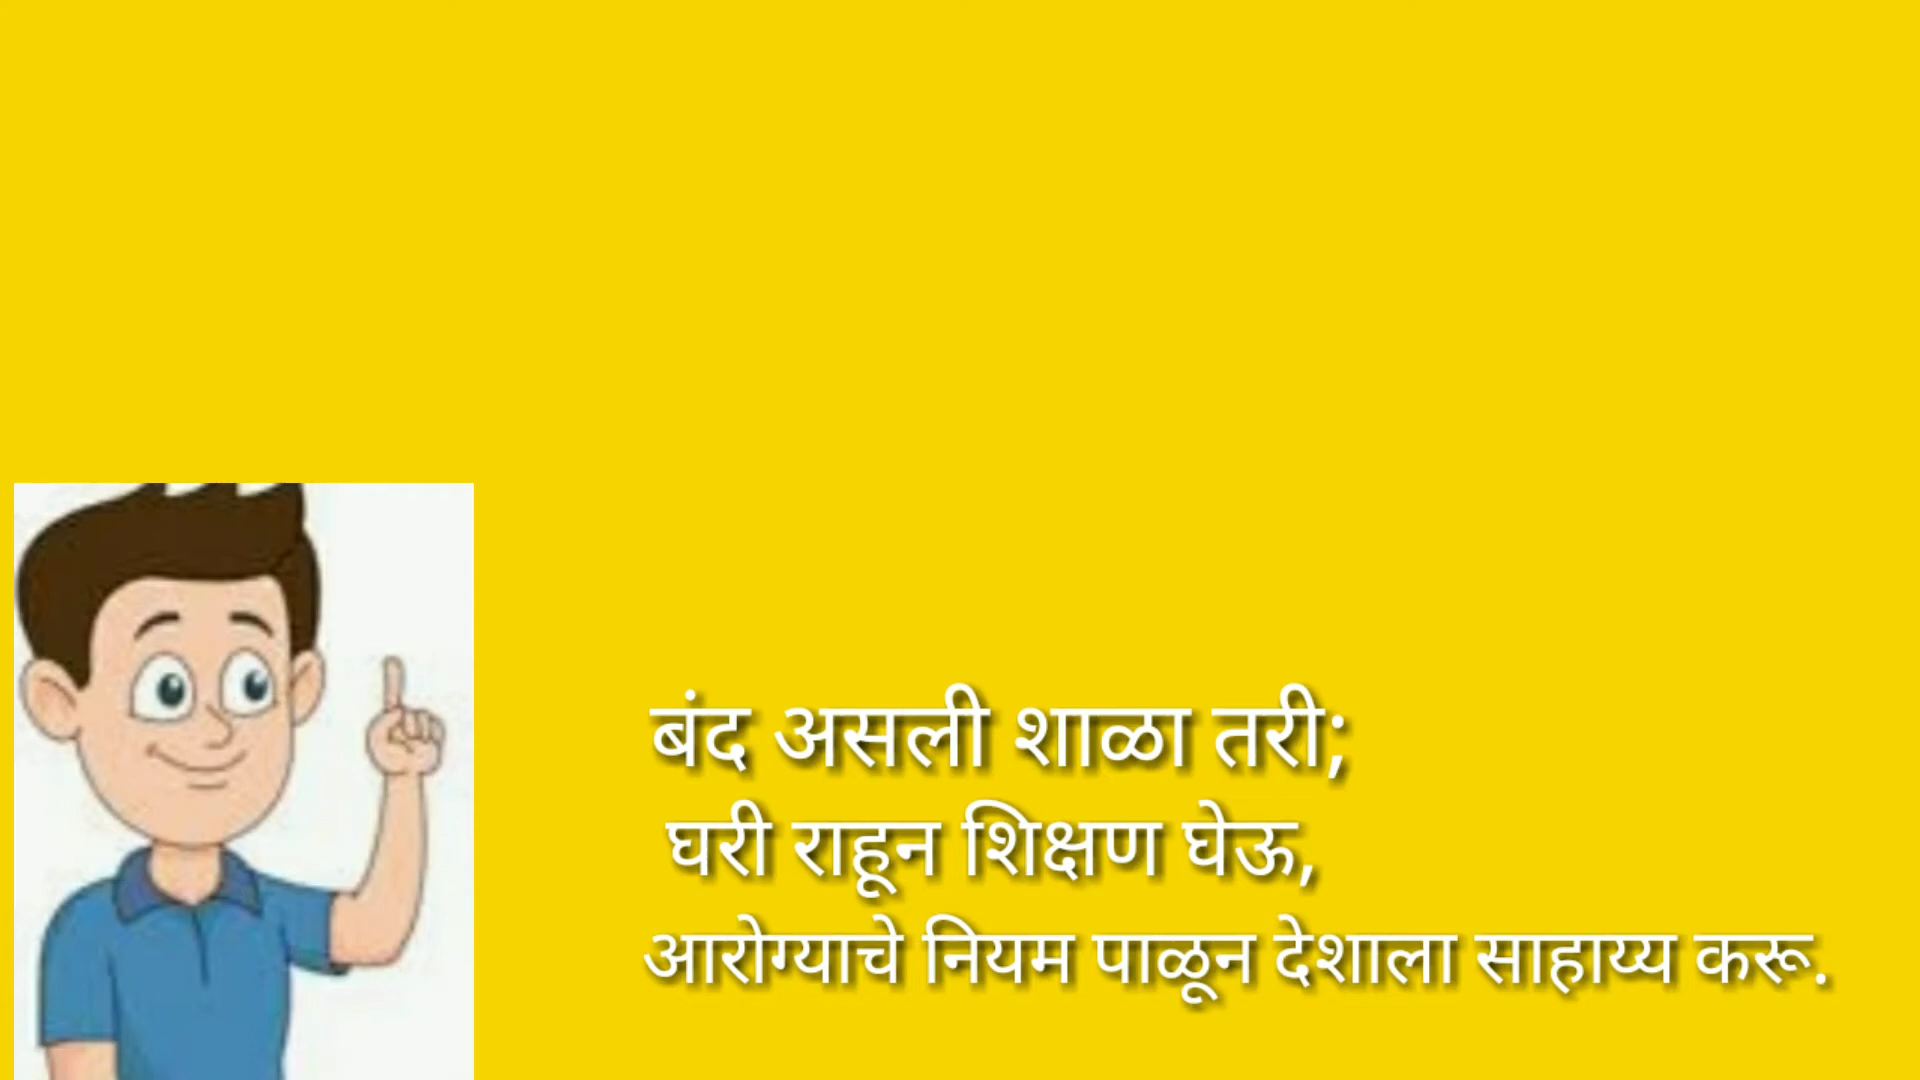 बंद असली शाळा तरी;
घरी राहून शिक्षण घेऊ,
आरोग्याचे नियम पाळून देशाला साहाय्य करू.